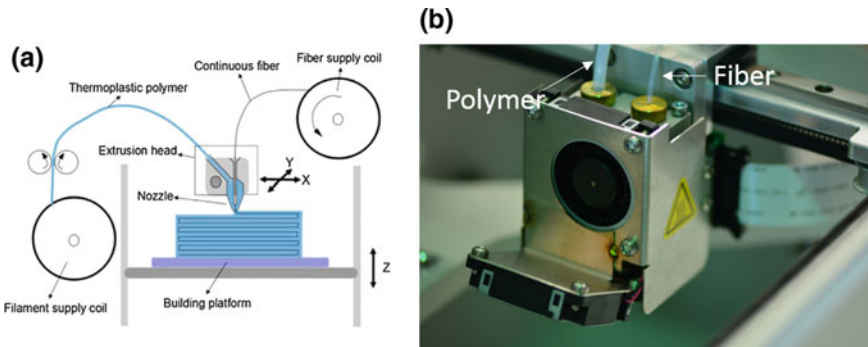 (a)
Thermoplastic polymer
Continuous fiber
Fiber supply coil
Extrusion head
Y
X
Nozzle
Z
Filament supply coil
Building platform
(b)
Polymer
Fiber